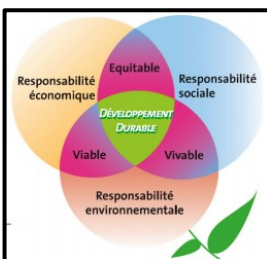 Equitable
Responsabilité
économique
Responsabilité
sociale
DÉVELOPPEMENT
DURABLE
Viable
Vivable
Responsabilité
environnementale